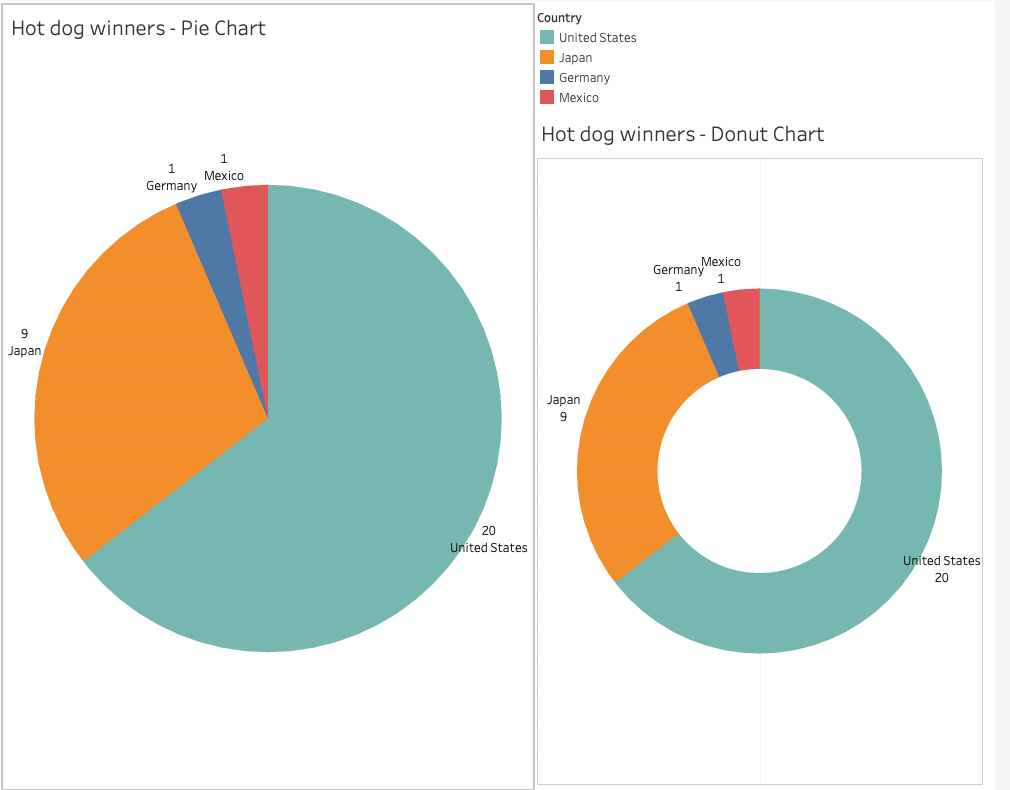 Hot dog winners - Pie Chart
1
Mexico
1
Germany
9
Japan
20
United States
Country
United States
Japan
Germany
Mexico
Hot dog winners - Donut Chart
Mexico
1
Germany
1
Japan
9
United States
20